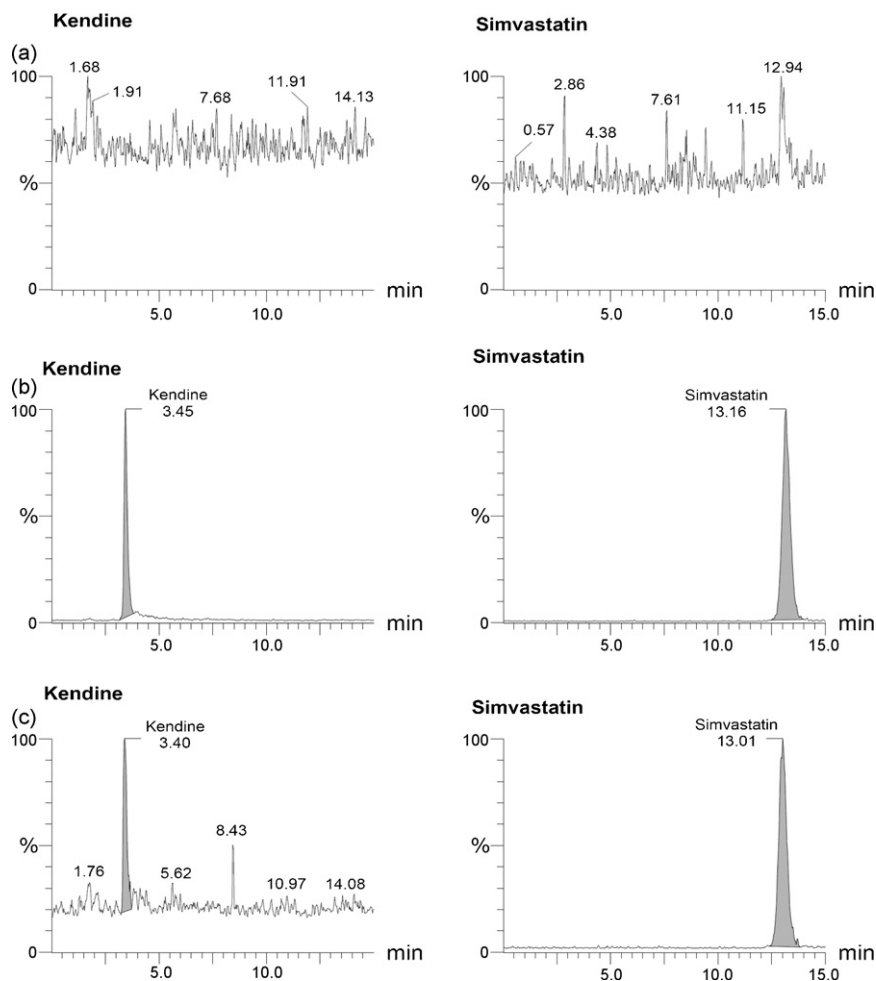 Kendine
Simvastatin
(a)
100
1.68
1.91
7.68
11.91
14.13
%
0
5.0
10.0
min
100
0.57
2.86
4.38
7.61
11.15
12.94
%
0
5.0
10.0
15.0
min
Kendine
Simvastatin
(b)
100
Kendine
3.45
%
0
5.0
10.0
min
100
Simvastatin
13.16
%
0
5.0
10.0
15.0
min
Kendine
Simvastatin
(c)
100
Kendine
3.40
8.43
%
1.76
5.62
10.97
14.08
0
5.0
10.0
min
100
Simvastatin
13.01
%
0
5.0
10.0
15.0
min